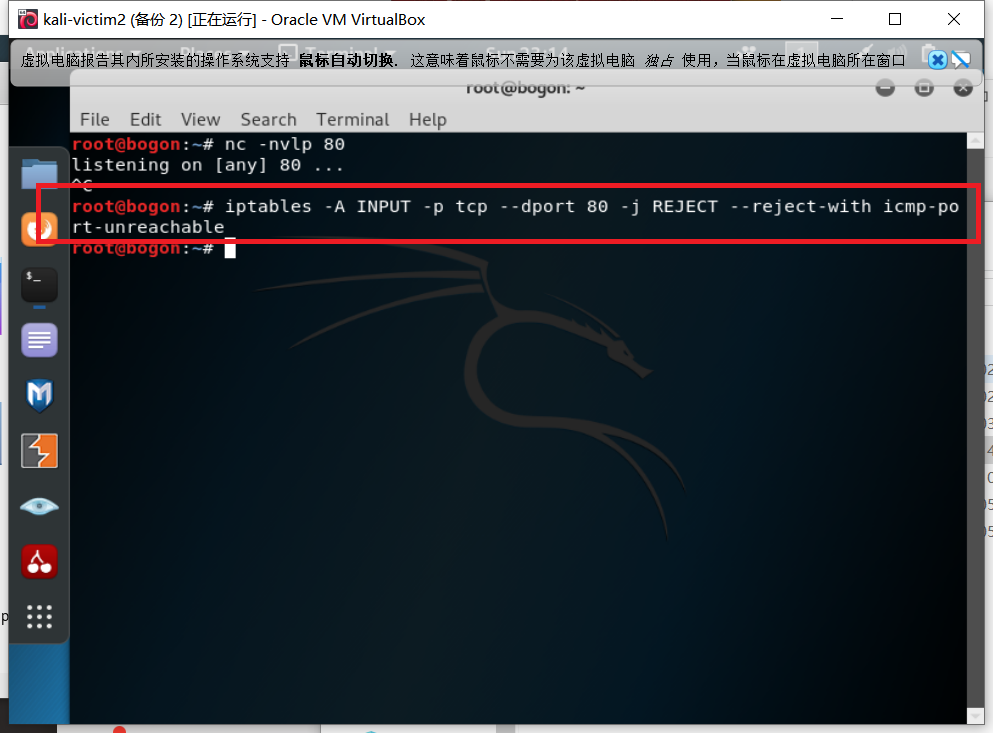 kali-victim2 (备份 2) [正在运行] - Oracle VM VirtualBox
虚拟电脑报告其内所安装的操作系统支持 鼠标自动切换. 这意味着鼠标不需要为该虚拟电脑 独占 使用，当鼠标在虚拟电脑所在窗口
root@bogon: ~
File Edit View Search Terminal Help
root@bogon:~# nc -nvlp 80
listening on [any] 80 ...
^C
root@bogon:~# iptables -A INPUT -p tcp --dport 80 -j REJECT --reject-with icmp-po
rt-unreachable
root@bogon:~#